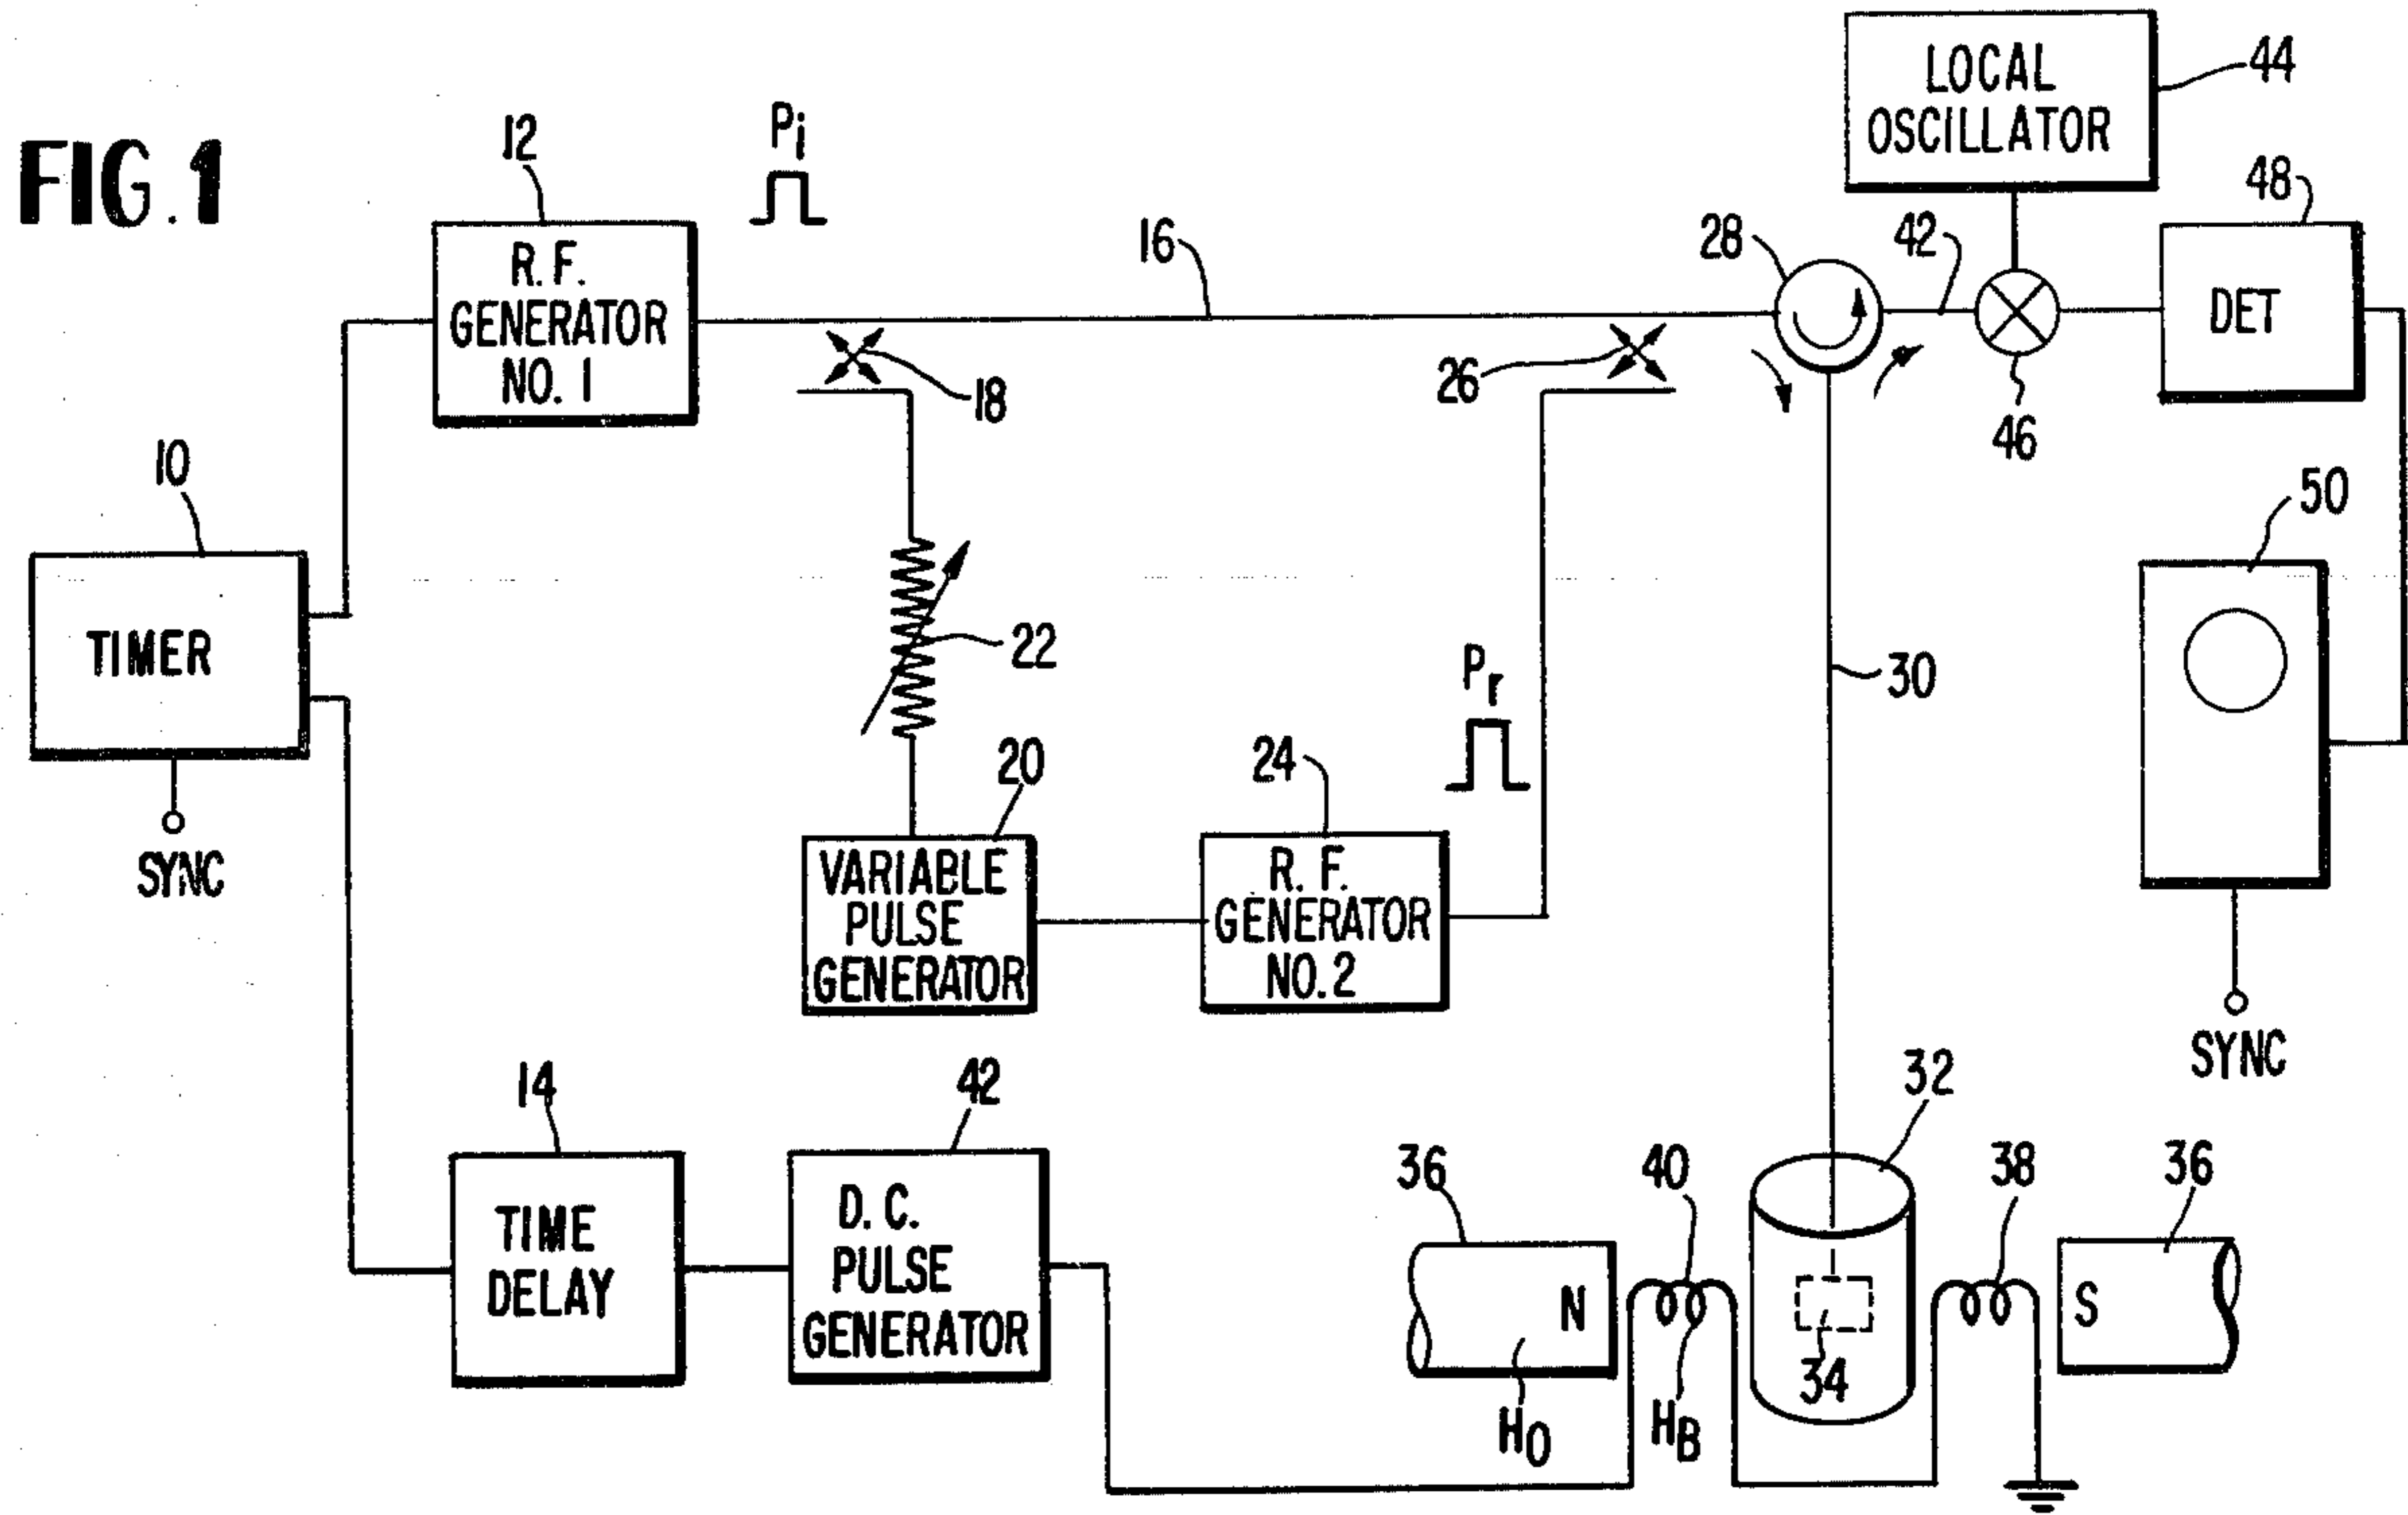 FIG. 1
12
Pi
R. F.
GENERATOR
NO. 1
16
18
26
28
42
LOCAL
OSCILLATOR
44
46
48
DET
50
SYNC
10
TIMER
SYNC
22
20
VARIABLE
PULSE
GENERATOR
24
R. F.
GENERATOR
NO. 2
Pr
30
14
TIME
DELAY
42
D. C.
PULSE
GENERATOR
36
N
HO
40
HB
32
34
38
36
S